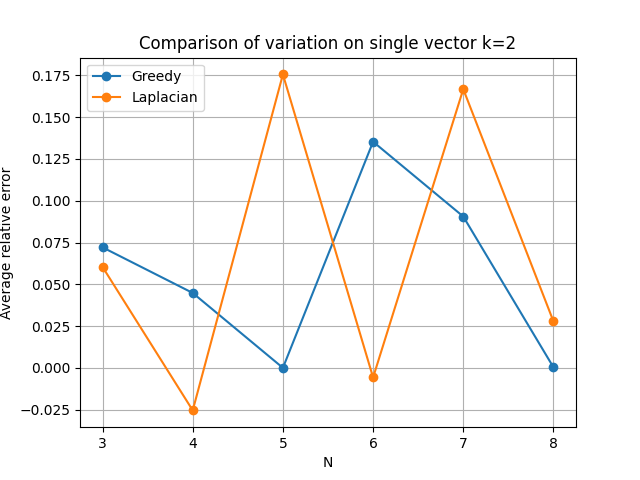 Comparison of variation on single vector k=2
Greedy
Laplacian
Average relative error
0.175
0.150
0.125
0.100
0.075
0.050
0.025
0.000
−0.025
3 4 5 6 7 8
N